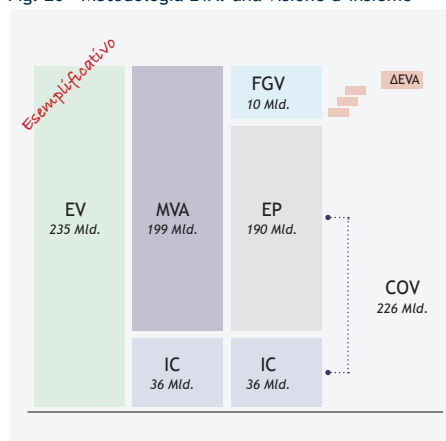 Esemplificativo
FGV
10 Mld.
ΔEVA
EV
235 Mld.
MVA
199 Mld.
EP
190 Mld.
COV
226 Mld.
IC
36 Mld.
IC
36 Mld.